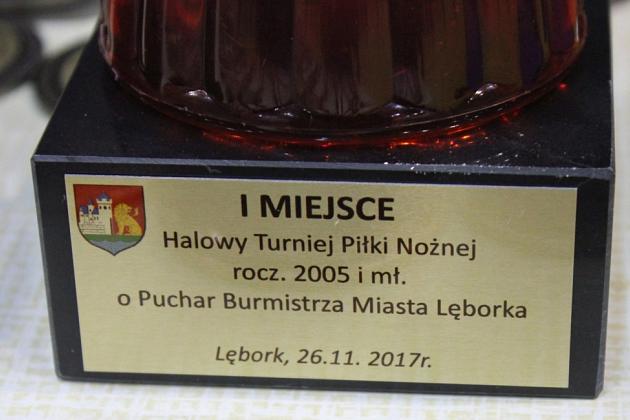 I MIEJSCE
Halowy Turniej Piłki Nożnej
rocz. 2005 i mł.
o Puchar Burmistrza Miasta Lęborka
Lębork, 26.11. 2017r.